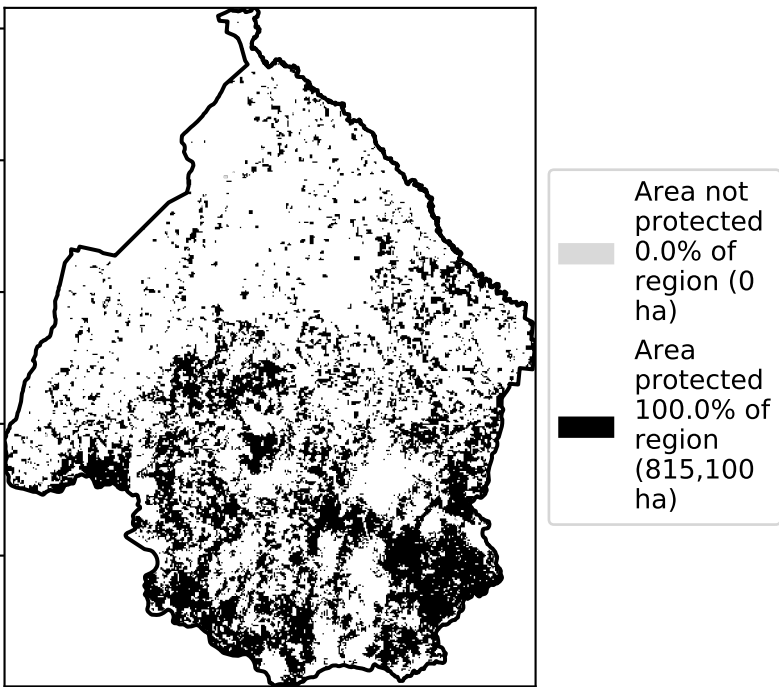 Area not
protected
0.0% of
region (0
ha)
Area
protected
100.0% of
region
(815,100
ha)